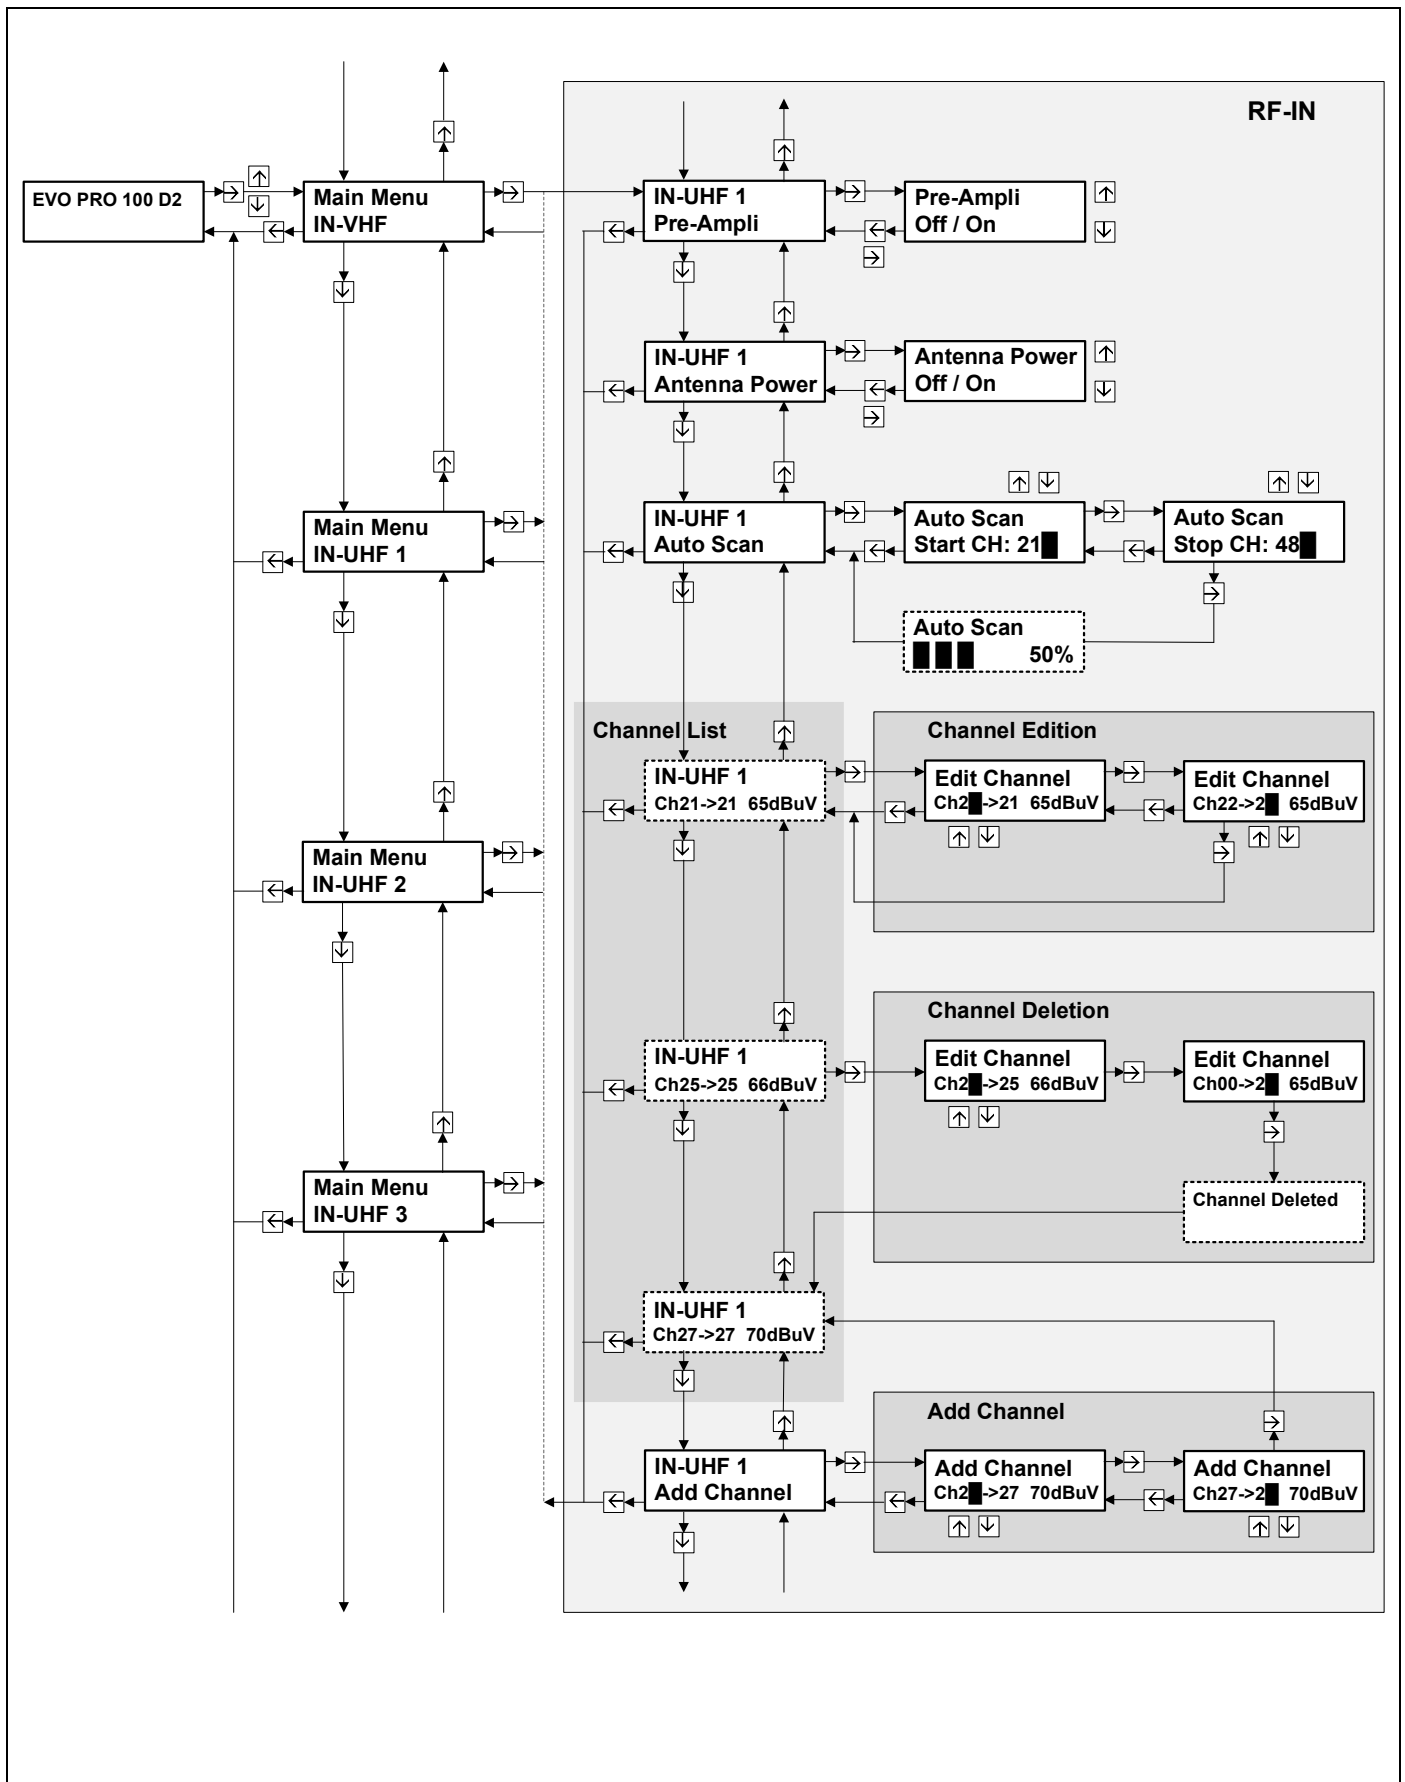 RF-IN
EVO PRO 100 D2
Main Menu
IN-VHF
IN-UHF 1
Pre-Ampli
Pre-Ampli
Off / On
IN-UHF 1
Antenna Power
Antenna Power
Off / On
Main Menu
IN-UHF 1
IN-UHF 1
Auto Scan
Auto Scan
Start CH: 21
Auto Scan
Stop CH: 48
Auto Scan
50%
Channel List
Channel Edition
IN-UHF 1
Ch21->21 65dBuV
Edit Channel
Ch2█->21 65dBuV
Edit Channel
Ch22->2█ 65dBuV
Main Menu
IN-UHF 2
Channel Deletion
IN-UHF 1
Ch25->25 66dBuV
Edit Channel
Ch2█->25 66dBuV
Edit Channel
Ch00->2█ 65dBuV
Main Menu
IN-UHF 3
Channel Deleted
IN-UHF 1
Ch27->27 70dBuV
Add Channel
IN-UHF 1
Add Channel
Add Channel
Ch2█->27 70dBuV
Add Channel
Ch27->2█ 70dBuV